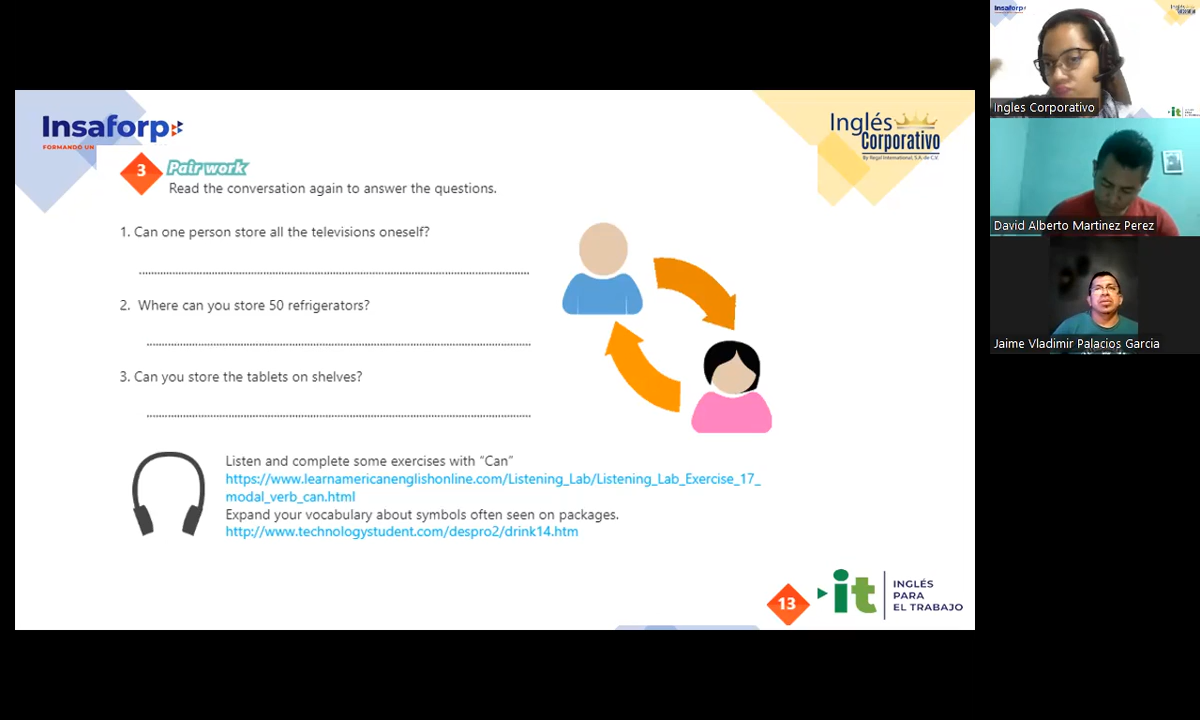 Insaforp
FORMANDO UN
Inglés
Corporativo
By Regal International, S.A. de C.V.
3
Pair work
Read the conversation again to answer the questions.
1. Can one person store all the televisions oneself?
2. Where can you store 50 refrigerators?
3. Can you store the tablets on shelves?
Listen and complete some exercises with “Can”
https://www.learnamericanenglishonline.com/Listening_Lab/Listening_Lab_Exercise_17_
modal_verb_can.html
Expand your vocabulary about symbols often seen on packages.
http://www.technologystudent.com/despro2/drink14.htm
13
it
INGLÉS
PARA
EL TRABAJO
Insaforp
Inglés
Corporativo
Ingles Corporativo
it
David Alberto Martinez Perez
Jaime Vladimir Palacios Garcia